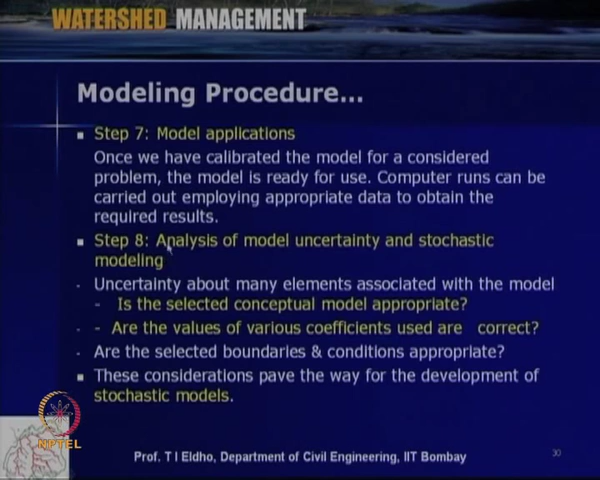 WATERSHED MANAGEMENT
Modeling Procedure...
Step 7: Model applications
Once we have calibrated the model for a considered
problem, the model is ready for use. Computer runs can be
carried out employing appropriate data to obtain the
required results.
Step 8: Analysis of model uncertainty and stochastic
modeling
- Uncertainty about many elements associated with the model
- Is the selected conceptual model appropriate?
- - Are the values of various coefficients used are correct?
- Are the selected boundaries & conditions appropriate?
These considerations pave the way for the development of
stochastic models.
NPTEL
Prof. T I Eldho, Department of Civil Engineering, IIT Bombay
30